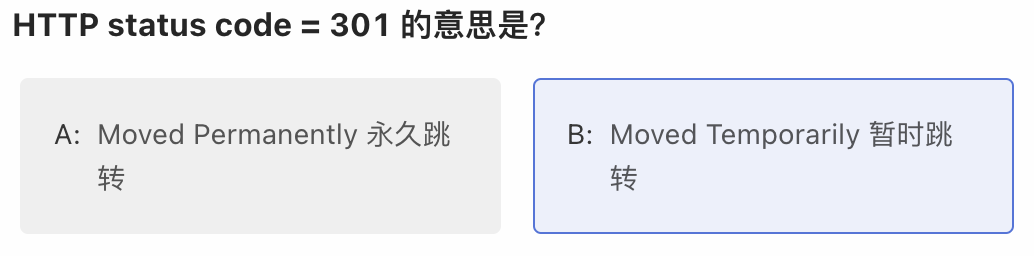 HTTP status code = 301 的意思是?
A: Moved Permanently 永久跳
转
B: Moved Temporarily 暂时跳
转